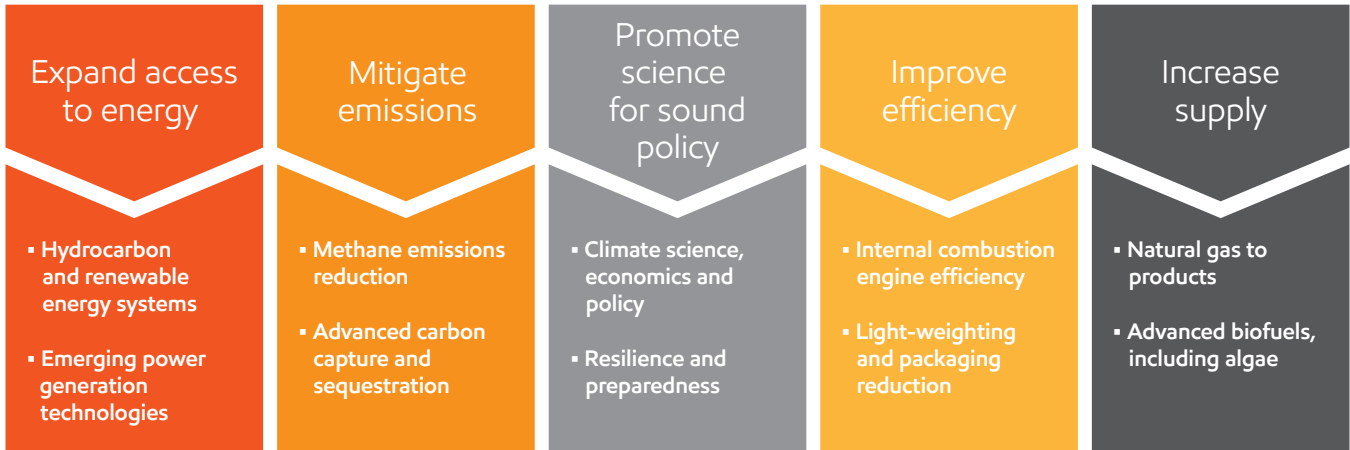 Expand access
to energy
▪ Hydrocarbon
and renewable
energy systems
▪ Emerging power
generation
technologies
Mitigate
emissions
▪ Methane emissions
reduction
▪ Advanced carbon
capture and
sequestration
Promote
science
for sound
policy
▪ Climate science,
economics and
policy
▪ Resilience and
preparedness
Improve
efficiency
▪ Internal combustion
engine efficiency
▪ Light-weighting
and packaging
reduction
Increase
supply
▪ Natural gas to
products
▪ Advanced biofuels,
including algae